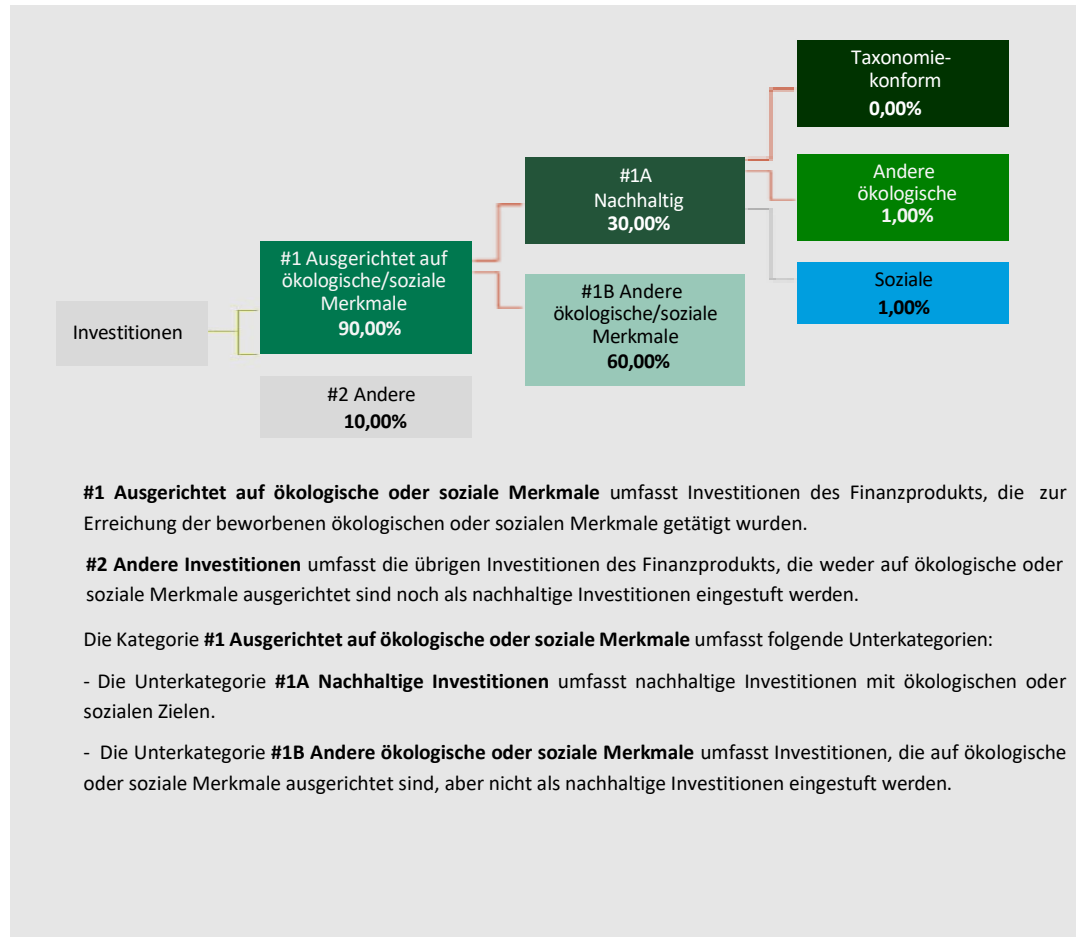 Taxonomie-
konform
0,00%
#1A
Nachhaltig
30,00%
Andere
ökologische
1,00%
#1 Ausgerichtet auf
ökologische/soziale
Merkmale
90,00%
Soziale
1,00%
#1B Andere
ökologische/soziale
Merkmale
60,00%
Investitionen
#2 Andere
10,00%
#1 Ausgerichtet auf ökologische oder soziale Merkmale umfasst Investitionen des Finanzprodukts, die zur
Erreichung der beworbenen ökologischen oder sozialen Merkmale getätigt wurden.
#2 Andere Investitionen umfasst die übrigen Investitionen des Finanzprodukts, die weder auf ökologische oder
soziale Merkmale ausgerichtet sind noch als nachhaltige Investitionen eingestuft werden.
Die Kategorie #1 Ausgerichtet auf ökologische oder soziale Merkmale umfasst folgende Unterkategorien:
- Die Unterkategorie #1A Nachhaltige Investitionen umfasst nachhaltige Investitionen mit ökologischen oder
sozialen Zielen.
- Die Unterkategorie #1B Andere ökologische oder soziale Merkmale umfasst Investitionen, die auf ökologische
oder soziale Merkmale ausgerichtet sind, aber nicht als nachhaltige Investitionen eingestuft werden.